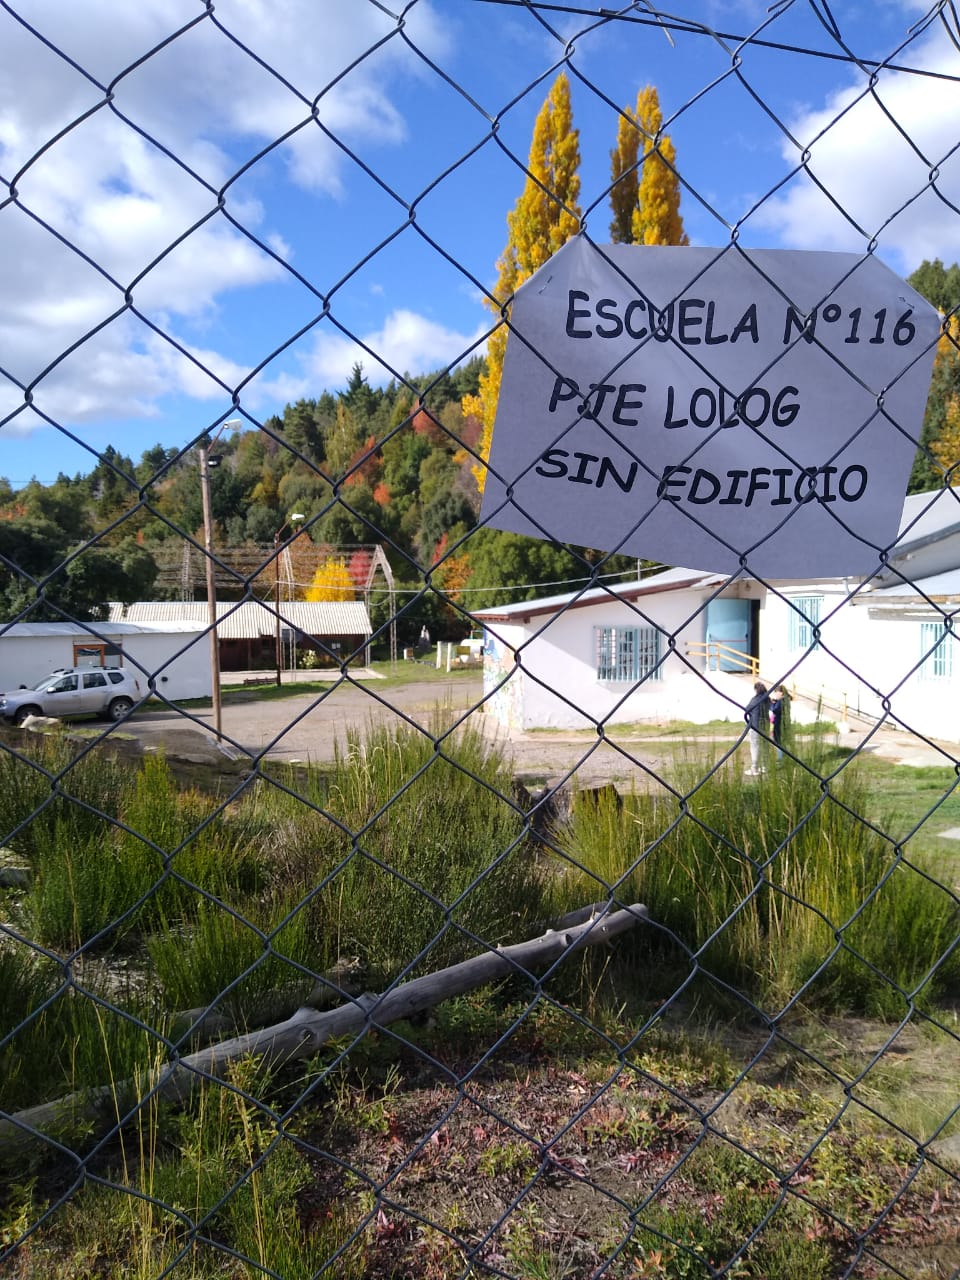 ESCUELA N°116
PJE LOLOG
SIN EDIFICIO